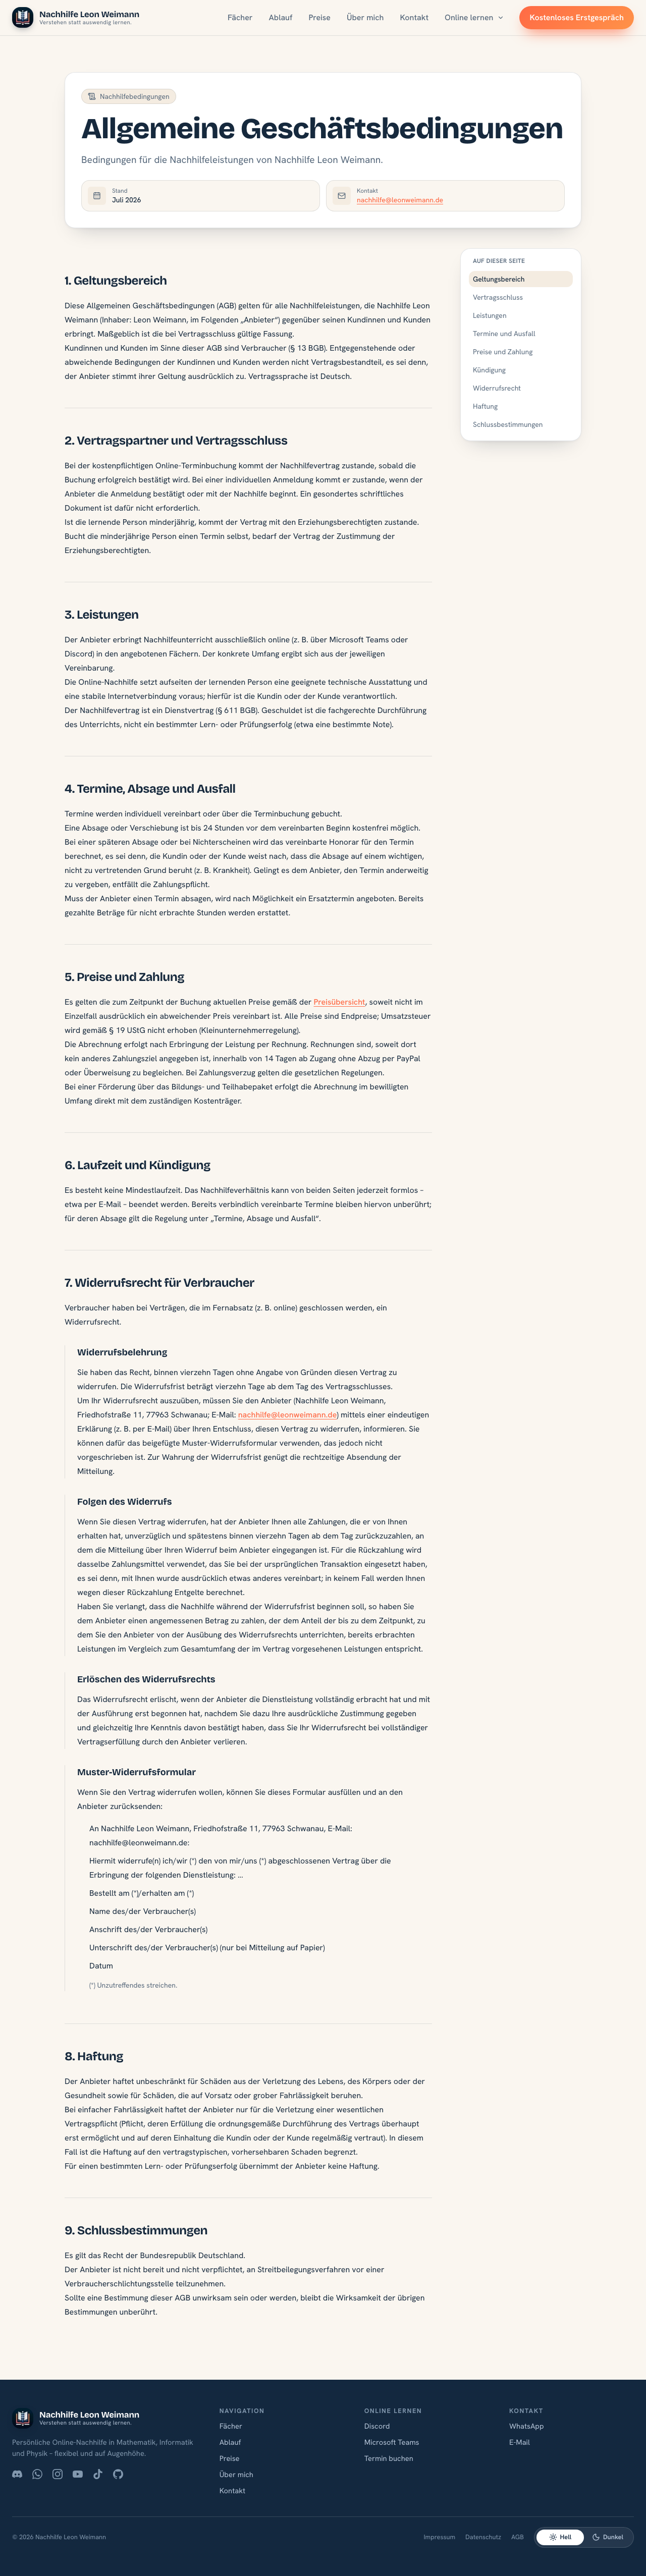 Nachhilfe Leon Weimann
Verstehen statt auswendig lernen.
Fächer
Ablauf
Preise
Über mich
Kontakt
Online lernen
Kostenloses Erstgespräch
Nachhilfebedingungen
Allgemeine Geschäftsbedingungen
Bedingungen für die Nachhilfeleistungen von Nachhilfe Leon Weimann.
Stand
Juli 2026
Kontakt
nachhilfe@leonweimann.de
AUF DIESER SEITE
Geltungsbereich
Vertragsschluss
Leistungen
Termine und Ausfall
Preise und Zahlung
Kündigung
Widerrufsrecht
Haftung
Schlussbestimmungen
1. Geltungsbereich
Diese Allgemeinen Geschäftsbedingungen (AGB) gelten für alle Nachhilfeleistungen, die Nachhilfe Leon
Weimann (Inhaber: Leon Weimann, im Folgenden „Anbieter“) gegenüber seinen Kundinnen und Kunden
erbringt. Maßgeblich ist die bei Vertragsschluss gültige Fassung.
Kundinnen und Kunden im Sinne dieser AGB sind Verbraucher (§ 13 BGB). Entgegenstehende oder
abweichende Bedingungen der Kundinnen und Kunden werden nicht Vertragsbestandteil, es sei denn,
der Anbieter stimmt ihrer Geltung ausdrücklich zu. Vertragssprache ist Deutsch.
2. Vertragspartner und Vertragsschluss
Bei der kostenpflichtigen Online-Terminbuchung kommt der Nachhilfevertrag zustande, sobald die
Buchung erfolgreich bestätigt wird. Bei einer individuellen Anmeldung kommt er zustande, wenn der
Anbieter die Anmeldung bestätigt oder mit der Nachhilfe beginnt. Ein gesondertes schriftliches
Dokument ist dafür nicht erforderlich.
Ist die lernende Person minderjährig, kommt der Vertrag mit den Erziehungsberechtigten zustande.
Bucht die minderjährige Person einen Termin selbst, bedarf der Vertrag der Zustimmung der
Erziehungsberechtigten.
3. Leistungen
Der Anbieter erbringt Nachhilfeunterricht ausschließlich online (z. B. über Microsoft Teams oder
Discord) in den angebotenen Fächern. Der konkrete Umfang ergibt sich aus der jeweiligen
Vereinbarung.
Die Online-Nachhilfe setzt aufseiten der lernenden Person eine geeignete technische Ausstattung und
eine stabile Internetverbindung voraus; hierfür ist die Kundin oder der Kunde verantwortlich.
Der Nachhilfevertrag ist ein Dienstvertrag (§ 611 BGB). Geschuldet ist die fachgerechte Durchführung
des Unterrichts, nicht ein bestimmter Lern- oder Prüfungserfolg (etwa eine bestimmte Note).
4. Termine, Absage und Ausfall
Termine werden individuell vereinbart oder über die Terminbuchung gebucht.
Eine Absage oder Verschiebung ist bis 24 Stunden vor dem vereinbarten Beginn kostenfrei möglich.
Bei einer späteren Absage oder bei Nichterscheinen wird das vereinbarte Honorar für den Termin
berechnet, es sei denn, die Kundin oder der Kunde weist nach, dass die Absage auf einem wichtigen,
nicht zu vertretenden Grund beruht (z. B. Krankheit). Gelingt es dem Anbieter, den Termin anderweitig
zu vergeben, entfällt die Zahlungspflicht.
Muss der Anbieter einen Termin absagen, wird nach Möglichkeit ein Ersatztermin angeboten. Bereits
gezahlte Beträge für nicht erbrachte Stunden werden erstattet.
5. Preise und Zahlung
Es gelten die zum Zeitpunkt der Buchung aktuellen Preise gemäß der Preisübersicht, soweit nicht im
Einzelfall ausdrücklich ein abweichender Preis vereinbart ist. Alle Preise sind Endpreise; Umsatzsteuer
wird gemäß § 19 UStG nicht erhoben (Kleinunternehmerregelung).
Die Abrechnung erfolgt nach Erbringung der Leistung per Rechnung. Rechnungen sind, soweit dort
kein anderes Zahlungsziel angegeben ist, innerhalb von 14 Tagen ab Zugang ohne Abzug per PayPal
oder Überweisung zu begleichen. Bei Zahlungsverzug gelten die gesetzlichen Regelungen.
Bei einer Förderung über das Bildungs- und Teilhabepaket erfolgt die Abrechnung im bewilligten
Umfang direkt mit dem zuständigen Kostenträger.
6. Laufzeit und Kündigung
Es besteht keine Mindestlaufzeit. Das Nachhilfeverhältnis kann von beiden Seiten jederzeit formlos –
etwa per E-Mail – beendet werden. Bereits verbindlich vereinbarte Termine bleiben hiervon unberührt;
für deren Absage gilt die Regelung unter „Termine, Absage und Ausfall“.
7. Widerrufsrecht für Verbraucher
Verbraucher haben bei Verträgen, die im Fernabsatz (z. B. online) geschlossen werden, ein
Widerrufsrecht.
Widerrufsbelehrung
Sie haben das Recht, binnen vierzehn Tagen ohne Angabe von Gründen diesen Vertrag zu
widerrufen. Die Widerrufsfrist beträgt vierzehn Tage ab dem Tag des Vertragsschlusses.
Um Ihr Widerrufsrecht auszuüben, müssen Sie den Anbieter (Nachhilfe Leon Weimann,
Friedhofstraße 11, 77963 Schwanau; E-Mail: nachhilfe@leonweimann.de) mittels einer eindeutigen
Erklärung (z. B. per E-Mail) über Ihren Entschluss, diesen Vertrag zu widerrufen, informieren. Sie
können dafür das beigefügte Muster-Widerrufsformular verwenden, das jedoch nicht
vorgeschrieben ist. Zur Wahrung der Widerrufsfrist genügt die rechtzeitige Absendung der
Mitteilung.
Folgen des Widerrufs
Wenn Sie diesen Vertrag widerrufen, hat der Anbieter Ihnen alle Zahlungen, die er von Ihnen
erhalten hat, unverzüglich und spätestens binnen vierzehn Tagen ab dem Tag zurückzuzahlen, an
dem die Mitteilung über Ihren Widerruf beim Anbieter eingegangen ist. Für die Rückzahlung wird
dasselbe Zahlungsmittel verwendet, das Sie bei der ursprünglichen Transaktion eingesetzt haben,
es sei denn, mit Ihnen wurde ausdrücklich etwas anderes vereinbart; in keinem Fall werden Ihnen
wegen dieser Rückzahlung Entgelte berechnet.
Haben Sie verlangt, dass die Nachhilfe während der Widerrufsfrist beginnen soll, so haben Sie
dem Anbieter einen angemessenen Betrag zu zahlen, der dem Anteil der bis zu dem Zeitpunkt, zu
dem Sie den Anbieter von der Ausübung des Widerrufsrechts unterrichten, bereits erbrachten
Leistungen im Vergleich zum Gesamtumfang der im Vertrag vorgesehenen Leistungen entspricht.
Erlöschen des Widerrufsrechts
Das Widerrufsrecht erlischt, wenn der Anbieter die Dienstleistung vollständig erbracht hat und mit
der Ausführung erst begonnen hat, nachdem Sie dazu Ihre ausdrückliche Zustimmung gegeben
und gleichzeitig Ihre Kenntnis davon bestätigt haben, dass Sie Ihr Widerrufsrecht bei vollständiger
Vertragserfüllung durch den Anbieter verlieren.
Muster-Widerrufsformular
Wenn Sie den Vertrag widerrufen wollen, können Sie dieses Formular ausfüllen und an den
Anbieter zurücksenden:
An Nachhilfe Leon Weimann, Friedhofstraße 11, 77963 Schwanau, E-Mail:
nachhilfe@leonweimann.de:
Hiermit widerrufe(n) ich/wir (*) den von mir/uns (*) abgeschlossenen Vertrag über die
Erbringung der folgenden Dienstleistung: …
Bestellt am (*)/erhalten am (*)
Name des/der Verbraucher(s)
Anschrift des/der Verbraucher(s)
Unterschrift des/der Verbraucher(s) (nur bei Mitteilung auf Papier)
Datum
(*) Unzutreffendes streichen.
8. Haftung
Der Anbieter haftet unbeschränkt für Schäden aus der Verletzung des Lebens, des Körpers oder der
Gesundheit sowie für Schäden, die auf Vorsatz oder grober Fahrlässigkeit beruhen.
Bei einfacher Fahrlässigkeit haftet der Anbieter nur für die Verletzung einer wesentlichen
Vertragspflicht (Pflicht, deren Erfüllung die ordnungsgemäße Durchführung des Vertrags überhaupt
erst ermöglicht und auf deren Einhaltung die Kundin oder der Kunde regelmäßig vertraut). In diesem
Fall ist die Haftung auf den vertragstypischen, vorhersehbaren Schaden begrenzt.
Für einen bestimmten Lern- oder Prüfungserfolg übernimmt der Anbieter keine Haftung.
9. Schlussbestimmungen
Es gilt das Recht der Bundesrepublik Deutschland.
Der Anbieter ist nicht bereit und nicht verpflichtet, an Streitbeilegungsverfahren vor einer
Verbraucherschlichtungsstelle teilzunehmen.
Sollte eine Bestimmung dieser AGB unwirksam sein oder werden, bleibt die Wirksamkeit der übrigen
Bestimmungen unberührt.
Nachhilfe Leon Weimann
Verstehen statt auswendig lernen.
Persönliche Online-Nachhilfe in Mathematik, Informatik
und Physik – flexibel und auf Augenhöhe.
NAVIGATION
Fächer
Ablauf
Preise
Über mich
Kontakt
ONLINE LERNEN
Discord
Microsoft Teams
Termin buchen
KONTAKT
WhatsApp
E-Mail
© 2026 Nachhilfe Leon Weimann
Impressum
Datenschutz
AGB
Hell
Dunkel